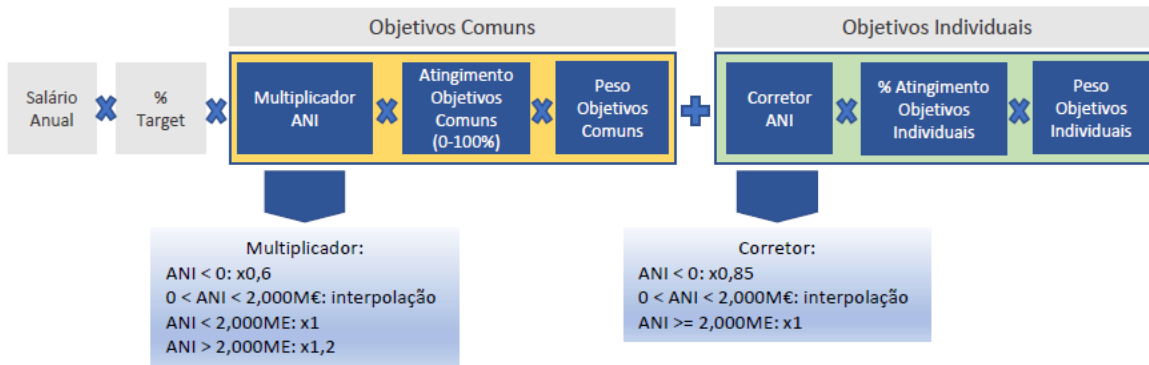 Objetivos Comuns
Objetivos Individuais
Salário
Anual
%
Target
Multiplicador
ANI
Atingimento
Objetivos
Comuns
(0-100%)
Peso
Objetivos
Comuns
Corretor
ANI
% Atingimento
Objetivos
Individuais
Peso
Objetivos
Individuais
Multiplicador:
ANI < 0: x0,6
0 < ANI < 2,000M€: interpolação
ANI < 2,000ME: x1
ANI > 2,000ME: x1,2
Corretor:
ANI < 0: x0,85
0 < ANI < 2,000M€: interpolação
ANI >= 2,000ME: x1